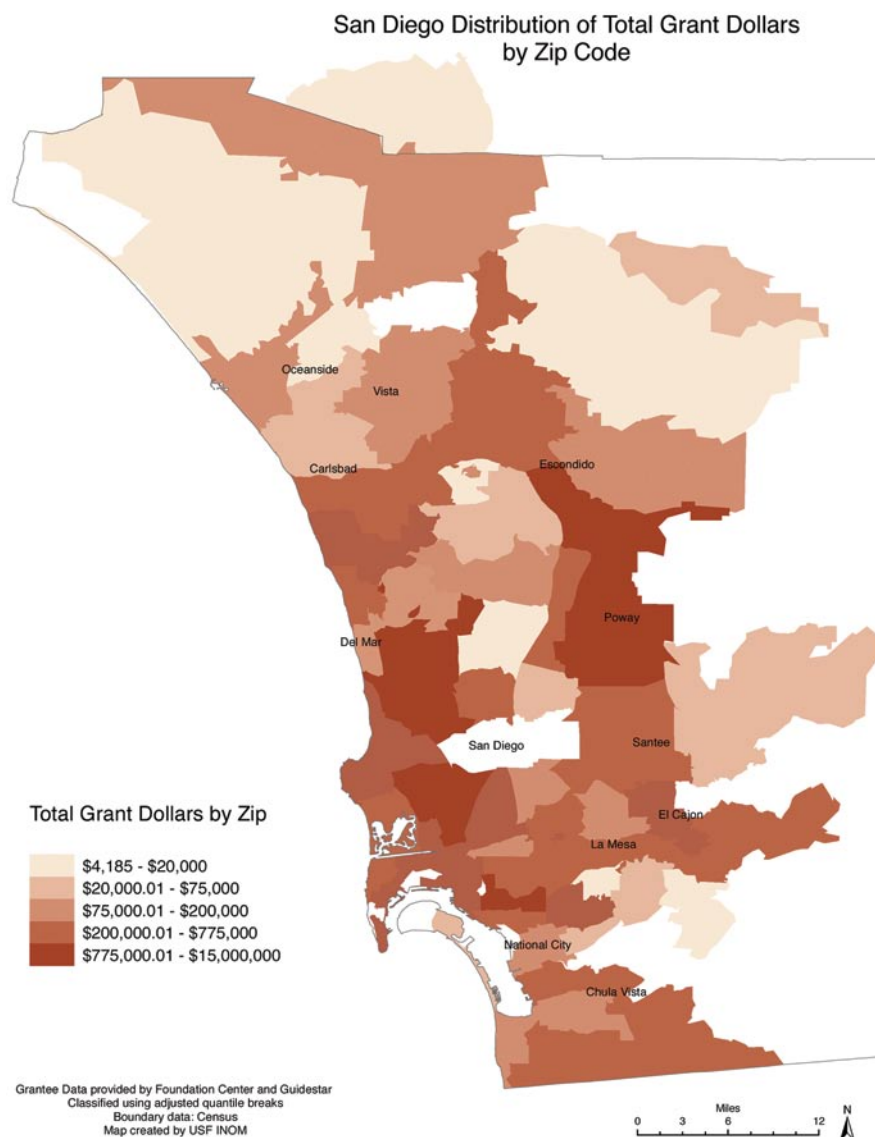 San Diego Distribution of Total Grant Dollars
by Zip Code
Oceanside
Vista
Carlsbad
Escondido
Poway
Del Mar
San Diego
Santee
El Cajon
La Mesa
National City
Chula Vista
Total Grant Dollars by Zip
$4,185 - $20,000
$20,000.01 - $75,000
$75,000.01 - $200,000
$200,000.01 - $775,000
$775,000.01 - $15,000,000
Grantee Data provided by Foundation Center and Guidestar
Classified using adjusted quantile breaks
Boundary data: Census
Map created by USF INOM
Miles
0 3 6 12
N